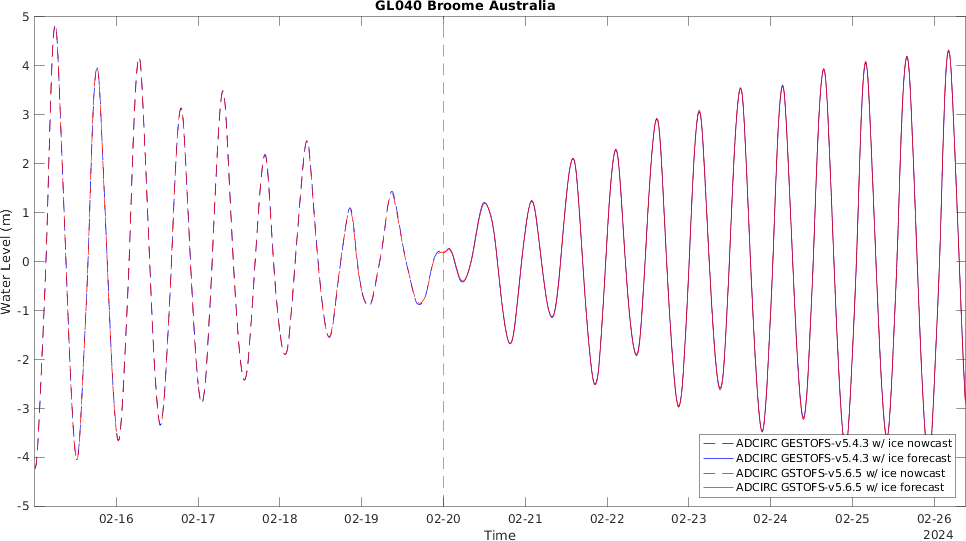 GL040 Broome Australia
5
4
3
2
1
0
-1
-2
-3
-4
-5
Water Level (m)
ADCIRC GESTOFS-v5.4.3 w/ ice nowcast
ADCIRC GESTOFS-v5.4.3 w/ ice forecast
ADCIRC GSTOFS-v5.6.5 w/ ice nowcast
ADCIRC GSTOFS-v5.6.5 w/ ice forecast
02-16 02-17 02-18 02-19 02-20 02-21 02-22 02-23 02-24 02-25 02-26
Time 2024